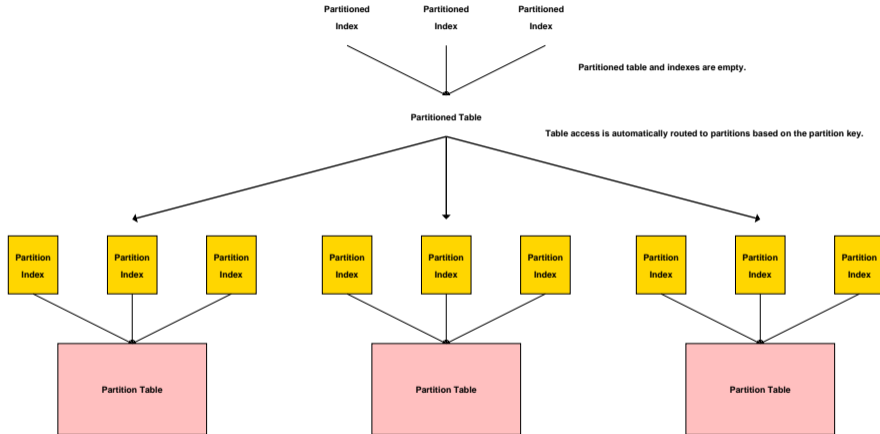 Partitioned Partitioned Partitioned
Index Index Index
Partitioned table and indexes are empty.
Partitioned Table
Table access is automatically routed to partitions based on the partition key.
Partition Partition Partition Partition Partition Partition Partition Partition Partition
Index Index Index Index Index Index Index Index Index
Partition Table Partition Table Partition Table